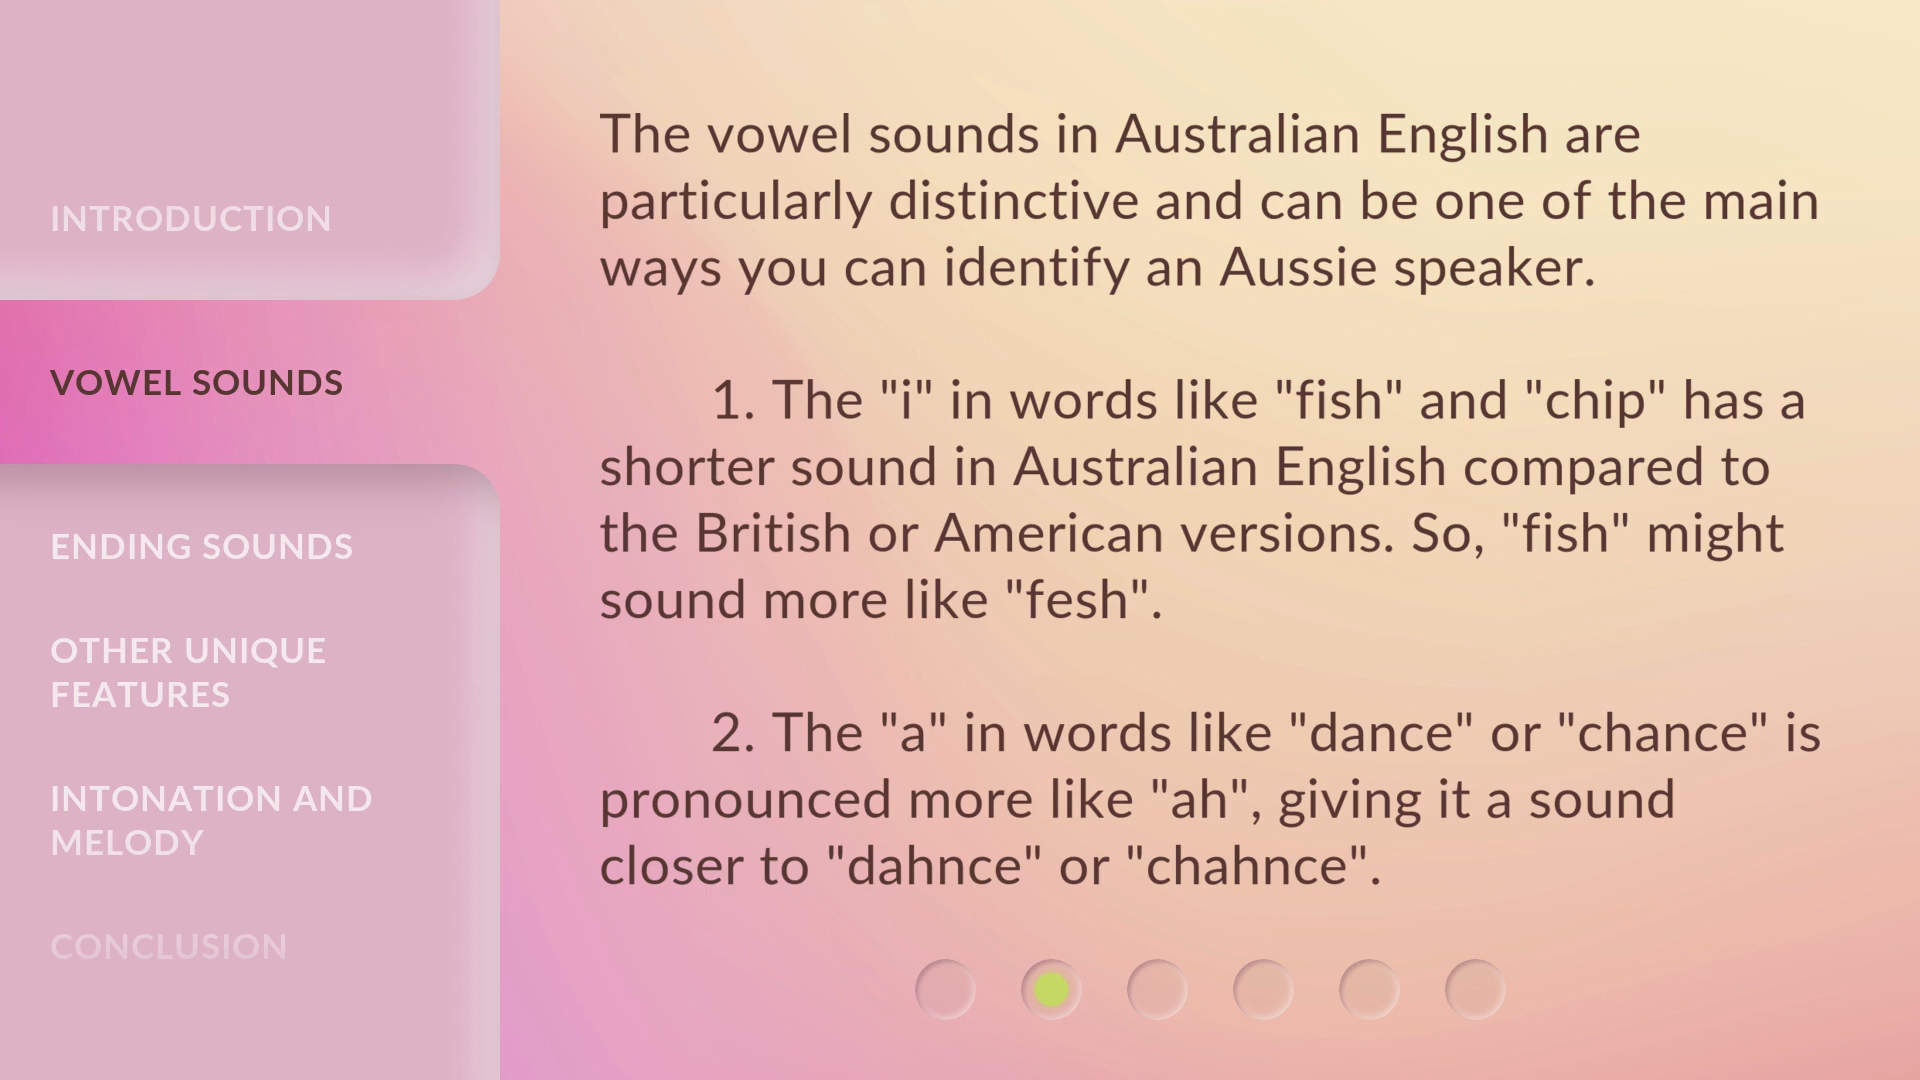 INTRODUCTION
VOWEL SOUNDS
ENDING SOUNDS
OTHER UNIQUE
FEATURES
INTONATION AND
MELODY
CONCLUSION
The vowel sounds in Australian English are
particularly distinctive and can be one of the main
ways you can identify an Aussie speaker.
1. The "i" in words like "fish" and "chip" has a
shorter sound in Australian English compared to
the British or American versions. So, "fish" might
sound more like "fesh".
2. The "a" in words like "dance" or "chance" is
pronounced more like "ah", giving it a sound
closer to "dahnce" or "chahnce".